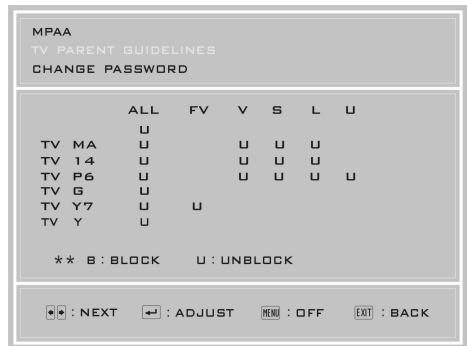 MPAA
TV PARENT GUIDELINES
CHANGE PASSWORD
ALL FV V S L U
U
TV MA U U U U
TV 14 U U U U
TV P6 U U U U U
TV G U
TV Y7 U U
TV Y U
** B : BLOCK U : UNBLOCK
: NEXT : ADJUST MENU : OFF EXIT : BACK